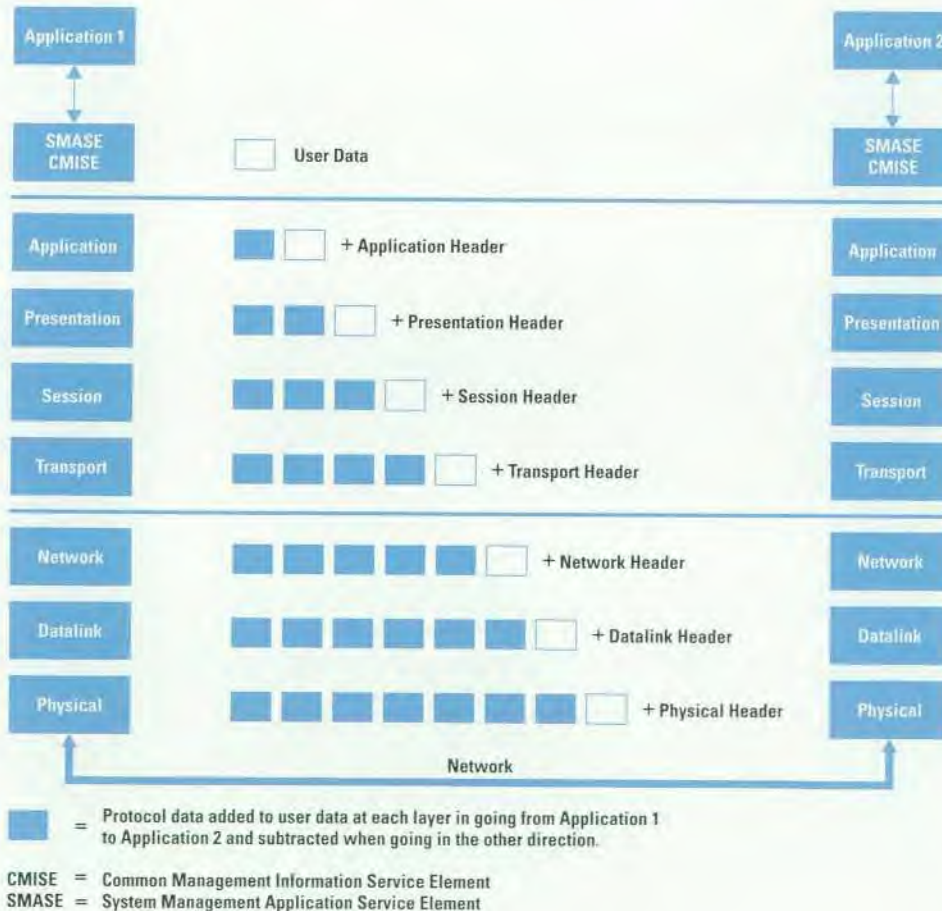 Application 1
Application 2
SMASE
CMISE
User Data
SMASE
CMISE
Application
+ Application Header
Application
Presentation
+ Presentation Header
Presentation
Session
+ Session Header
Session
Transport
+ Transport Header
Transport
Network
+ Network Header
Network
Datalink
+ Datalink Header
Datalink
Physical
+ Physical Header
Physical
Network
= Protocol data added to user data at each layer in going from Application 1
to Application 2 and subtracted when going in the other direction.
CMISE = Common Management Information Service Element
SMASE = System Management Application Service Element